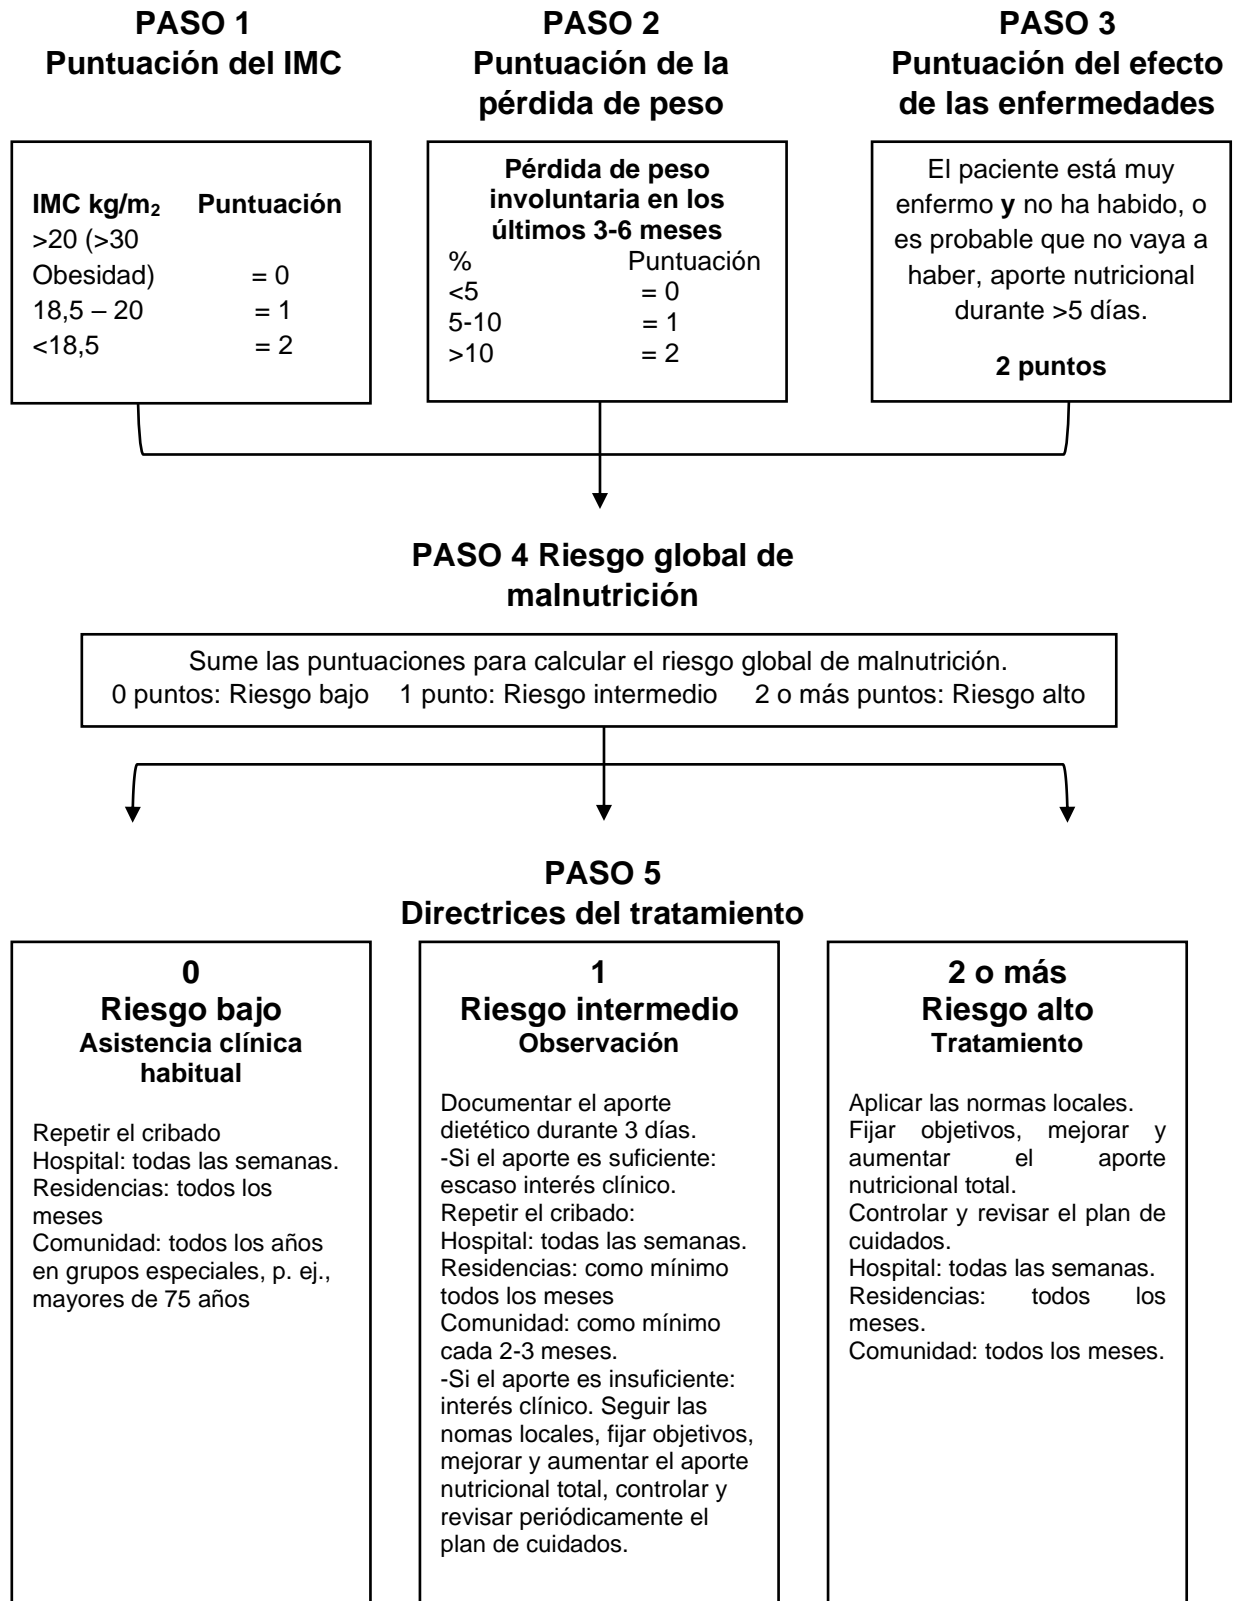 PASO 1
Puntuación del IMC
PASO 2
Puntuación de la
pérdida de peso
PASO 3
Puntuación del efecto
de las enfermedades
IMC kg/m2 Puntuación
>20 (>30
Obesidad) = 0
18,5 – 20 = 1
<18,5 = 2
Pérdida de peso
involuntaria en los
últimos 3-6 meses
% Puntuación
<5 = 0
5-10 = 1
>10 = 2
El paciente está muy
enfermo y no ha habido, o
es probable que no vaya a
haber, aporte nutricional
durante >5 días.
2 puntos
PASO 4 Riesgo global de
malnutrición
Sume las puntuaciones para calcular el riesgo global de malnutrición.
0 puntos: Riesgo bajo 1 punto: Riesgo intermedio 2 o más puntos: Riesgo alto
PASO 5
Directrices del tratamiento
0
Riesgo bajo
Asistencia clínica
habitual
Repetir el cribado
Hospital: todas las semanas.
Residencias: todos los
meses
Comunidad: todos los años
en grupos especiales, p. ej.,
mayores de 75 años
1
Riesgo intermedio
Observación
Documentar el aporte
dietético durante 3 días.
-Si el aporte es suficiente:
escaso interés clínico.
Repetir el cribado:
Hospital: todas las semanas.
Residencias: como mínimo
todos los meses
Comunidad: como mínimo
cada 2-3 meses.
-Si el aporte es insuficiente:
interés clínico. Seguir las
nomas locales, fijar objetivos,
mejorar y aumentar el aporte
nutricional total, controlar y
revisar periódicamente el
plan de cuidados.
2 o más
Riesgo alto
Tratamiento
Aplicar las normas locales.
Fijar objetivos, mejorar y
aumentar el aporte
nutricional total.
Controlar y revisar el plan de
cuidados.
Hospital: todas las semanas.
Residencias: todos los
meses.
Comunidad: todos los meses.